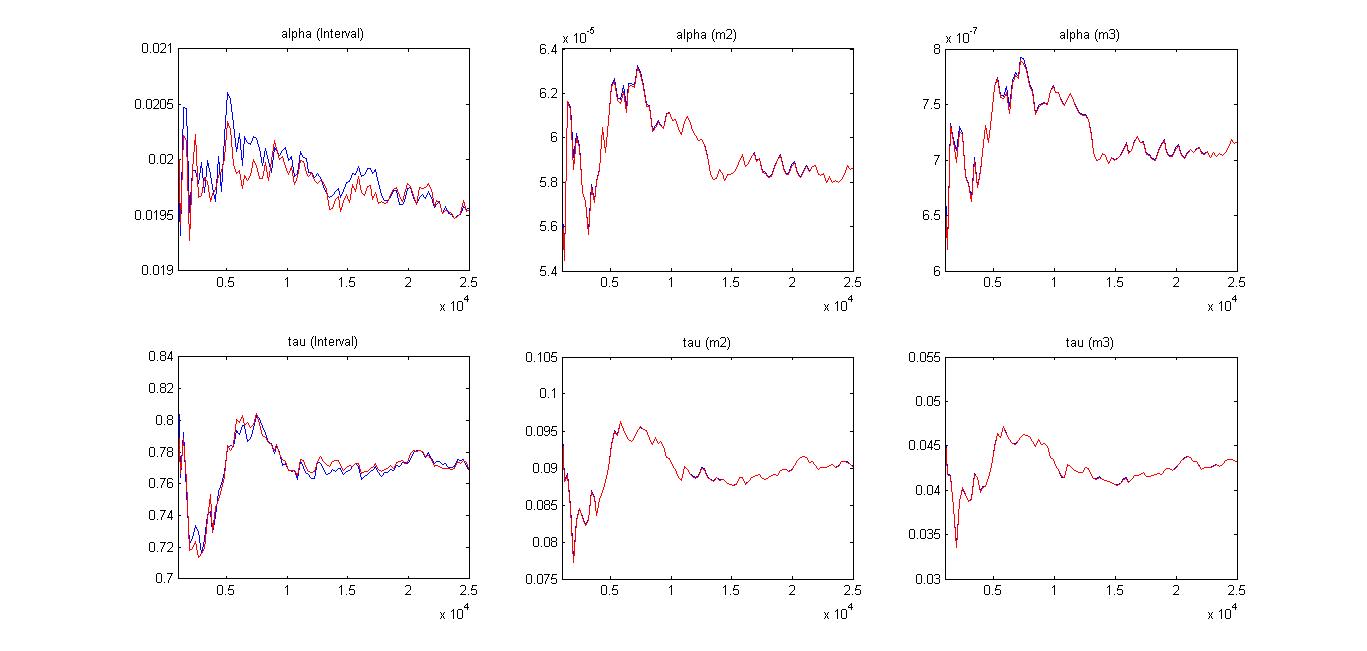 alpha (Interval)
0.021
0.0205
0.02
0.0195
0.019
0.5 1 1.5 2 2.5
x 10^4
alpha (m2)
x 10^-5
6.4
6.2
6
5.8
5.6
5.4
0.5 1 1.5 2 2.5
x 10^4
alpha (m3)
x 10^-7
8
7.5
7
6.5
6
0.5 1 1.5 2 2.5
x 10^4
tau (Interval)
0.84
0.82
0.8
0.78
0.76
0.74
0.72
0.7
0.5 1 1.5 2 2.5
x 10^4
tau (m2)
0.105
0.1
0.095
0.09
0.085
0.08
0.075
0.5 1 1.5 2 2.5
x 10^4
tau (m3)
0.055
0.05
0.045
0.04
0.035
0.03
0.5 1 1.5 2 2.5
x 10^4